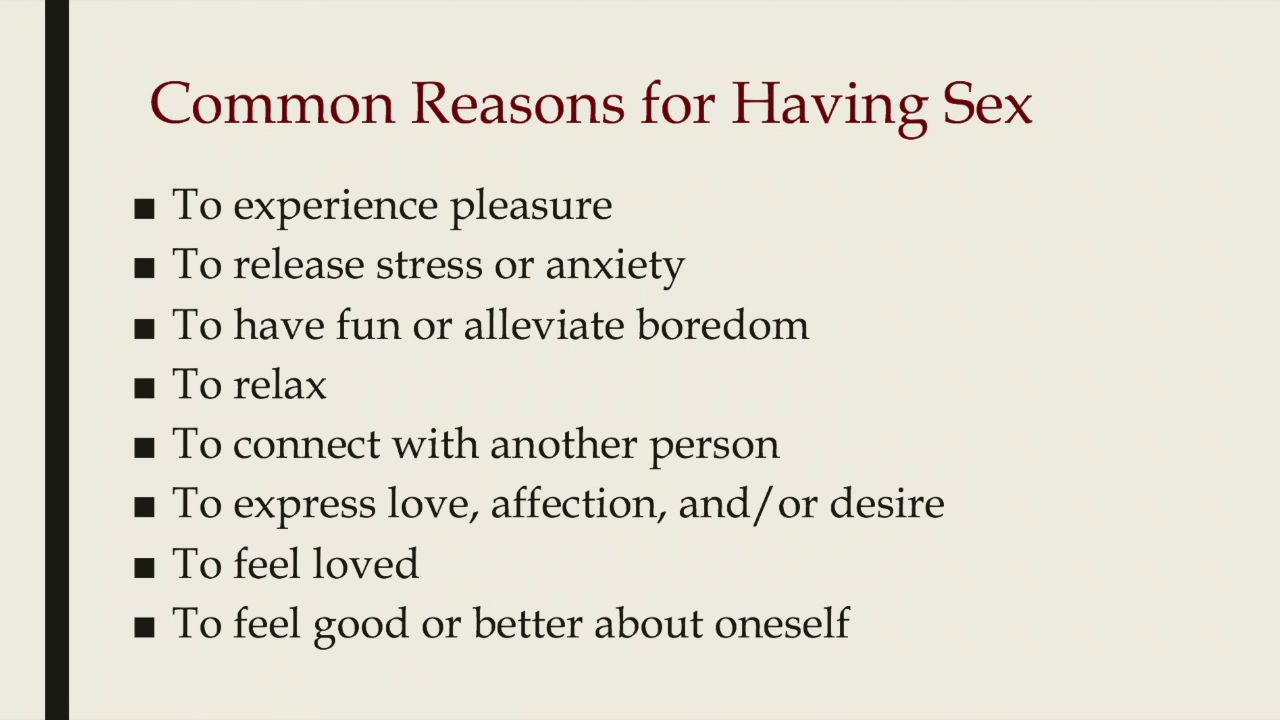 Common Reasons for Having Sex
■ To experience pleasure
■ To release stress or anxiety
■ To have fun or alleviate boredom
■ To relax
■ To connect with another person
■ To express love, affection, and/or desire
■ To feel loved
■ To feel good or better about oneself